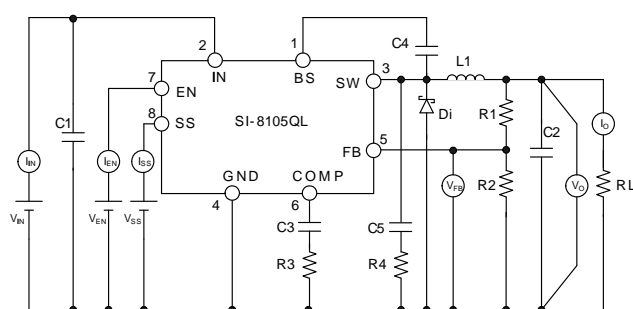 2
1
C4
L1
IN
BS
3
SW
7
EN
C1
8
SS
SI-8105QL
Di
R1
IO
5
FB
C2
IIN
IEN
ISS
GND
COMP
VFB
R2
VO
RL
4
6
VIN
VEN
VSS
C3
C5
R3
R4